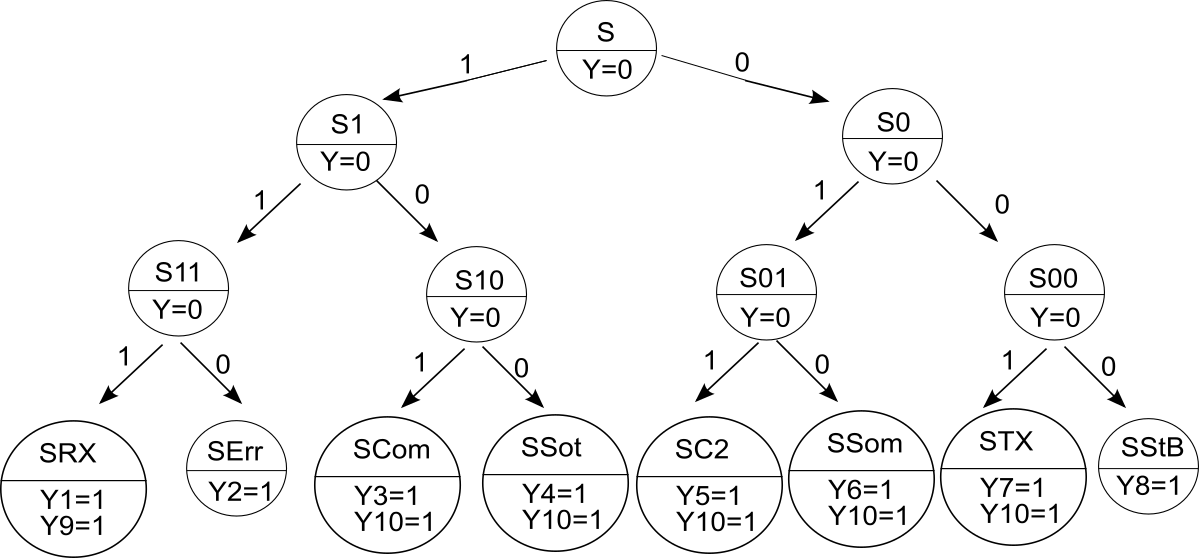 S
Y=0
1
0
S1
Y=0
S0
Y=0
1
0
1
0
S11
Y=0
S10
Y=0
S01
Y=0
S00
Y=0
1
0
1
0
1
0
1
0
SRX
Y1=1
Y9=1
SErr
Y2=1
SCom
Y3=1
Y10=1
SSot
Y4=1
Y10=1
SC2
Y5=1
Y10=1
SSom
Y6=1
Y10=1
STX
Y7=1
Y10=1
SStB
Y8=1